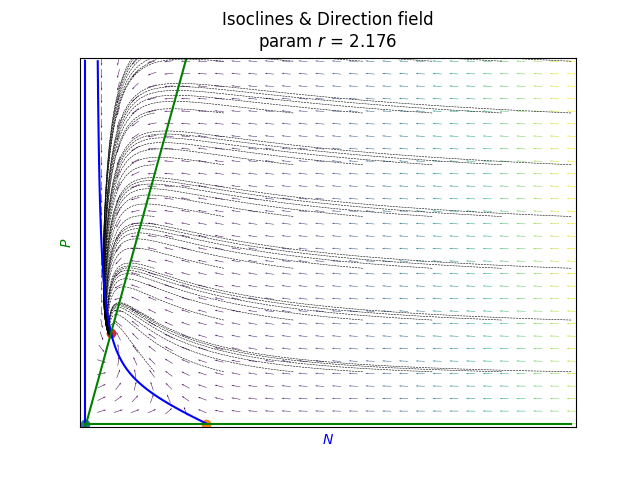 Isoclines & Direction field
param r = 2.176
P
N